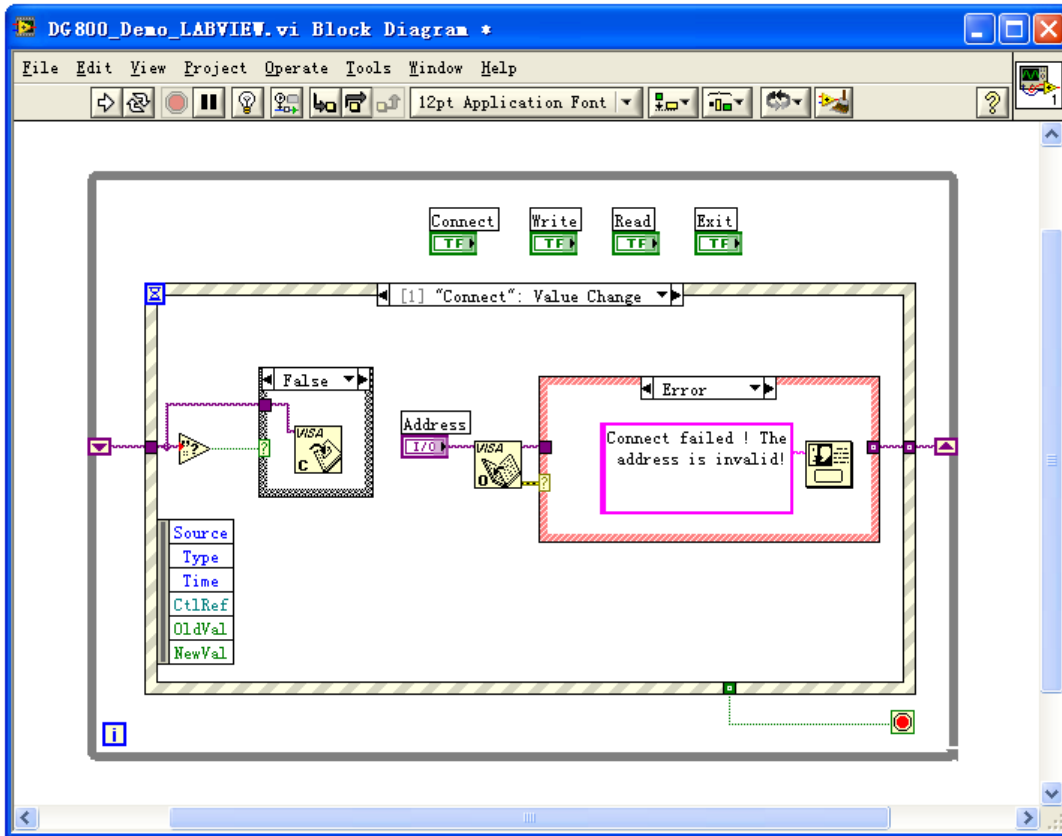 DG800_Demo_LABVIEW.vi Block Diagram *
File Edit View Project Operate Tools Window Help
12pt Application Font
?
1
Connect Write Read Exit
TF TF TF TF
[1] "Connect": Value Change
False
Error
Address
I/O
"?
?
VISA
C
VISA
O
?
Connect failed ! The
address is invalid!
Source
Type
Time
CtlRef
OldVal
NewVal
i